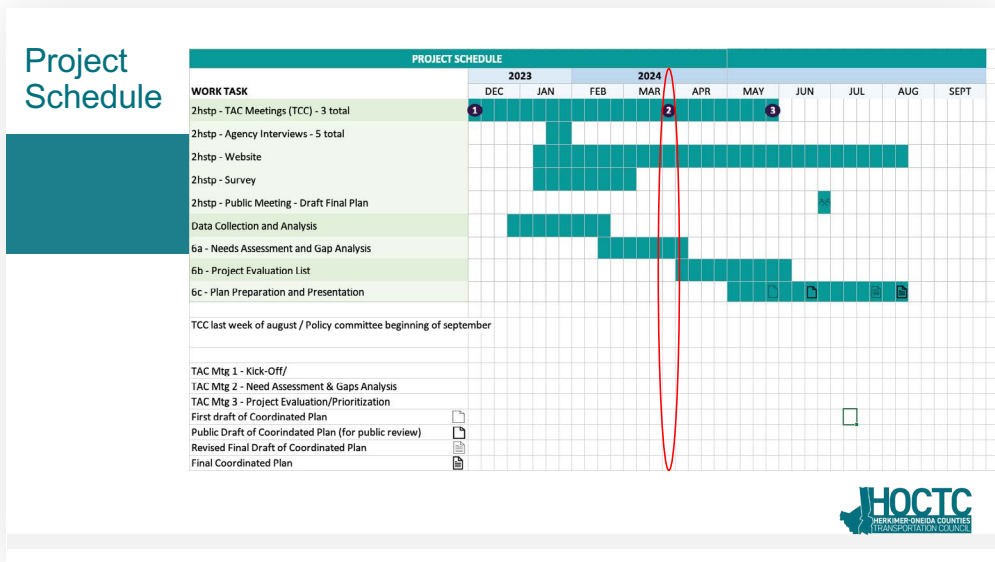 Project
Schedule
PROJECT SCHEDULE
2023 2024
WORK TASK DEC JAN FEB MAR APR MAY JUN JUL AUG SEPT
2hstp - TAC Meetings (TCC) - 3 total 1 2 3
2hstp - Agency Interviews - 5 total
2hstp - Website
2hstp - Survey
2hstp - Public Meeting - Draft Final Plan
Data Collection and Analysis
6a - Needs Assessment and Gap Analysis
6b - Project Evaluation List
6c - Plan Preparation and Presentation
TCC last week of august / Policy committee beginning of september
TAC Mtg 1 - Kick-Off/
TAC Mtg 2 - Need Assessment & Gaps Analysis
TAC Mtg 3 - Project Evaluation/Prioritization
First draft of Coordinated Plan
Public Draft of Coorindated Plan (for public review)
Revised Final Draft of Coordinated Plan
Final Coordinated Plan
HOCTC
HERKIMER-ONEIDA COUNTIES
TRANSPORTATION COUNCIL